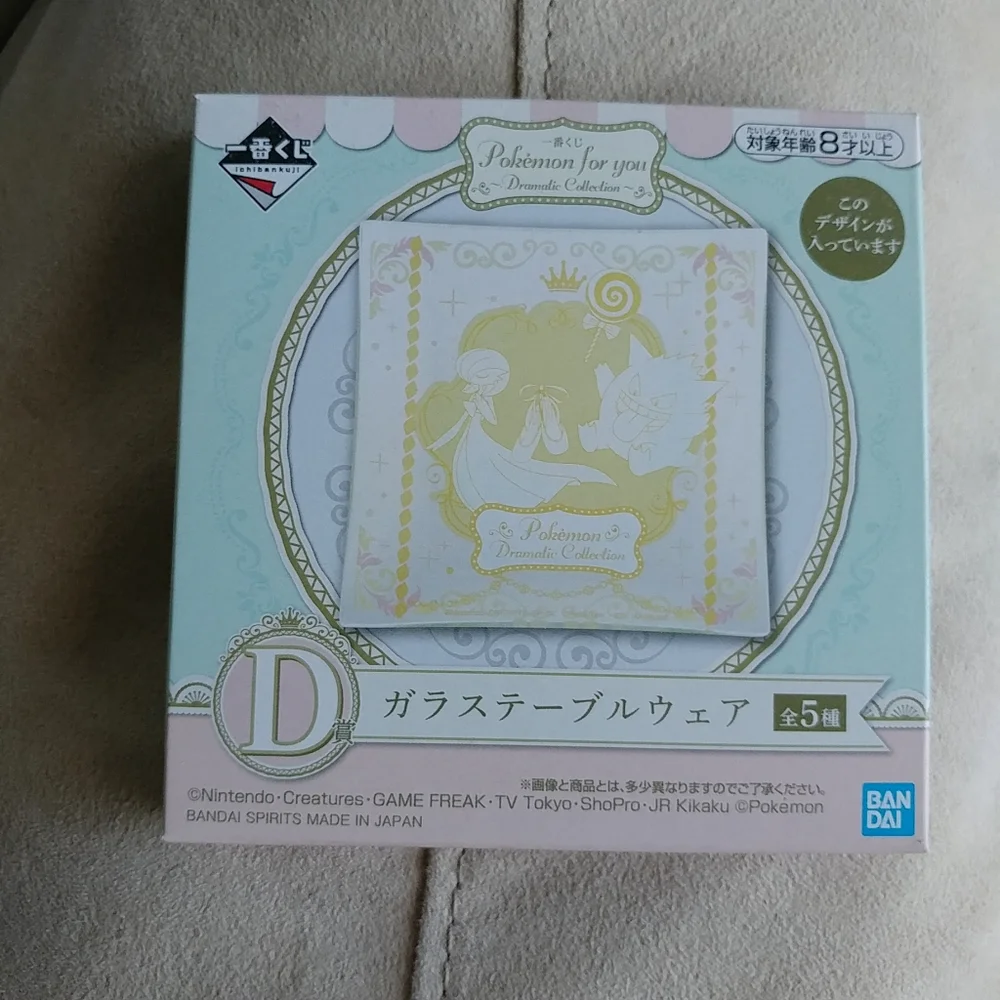 一番くじ
ichibankuji
一番くじ
Pokémon for you
～Dramatic Collection～
たいしょうねんれい さい い じょう
対象年齢8才以上
この
デザインが
入っています
Pokémon
Dramatic Collection
D賞
ガラステーブルウェア
全5種
※画像と商品とは、多少異なりますのでご了承ください。
©Nintendo・Creatures・GAME FREAK・TV Tokyo・ShoPro・JR Kikaku ©Pokémon
BANDAI SPIRITS MADE IN JAPAN
BAN
DAI